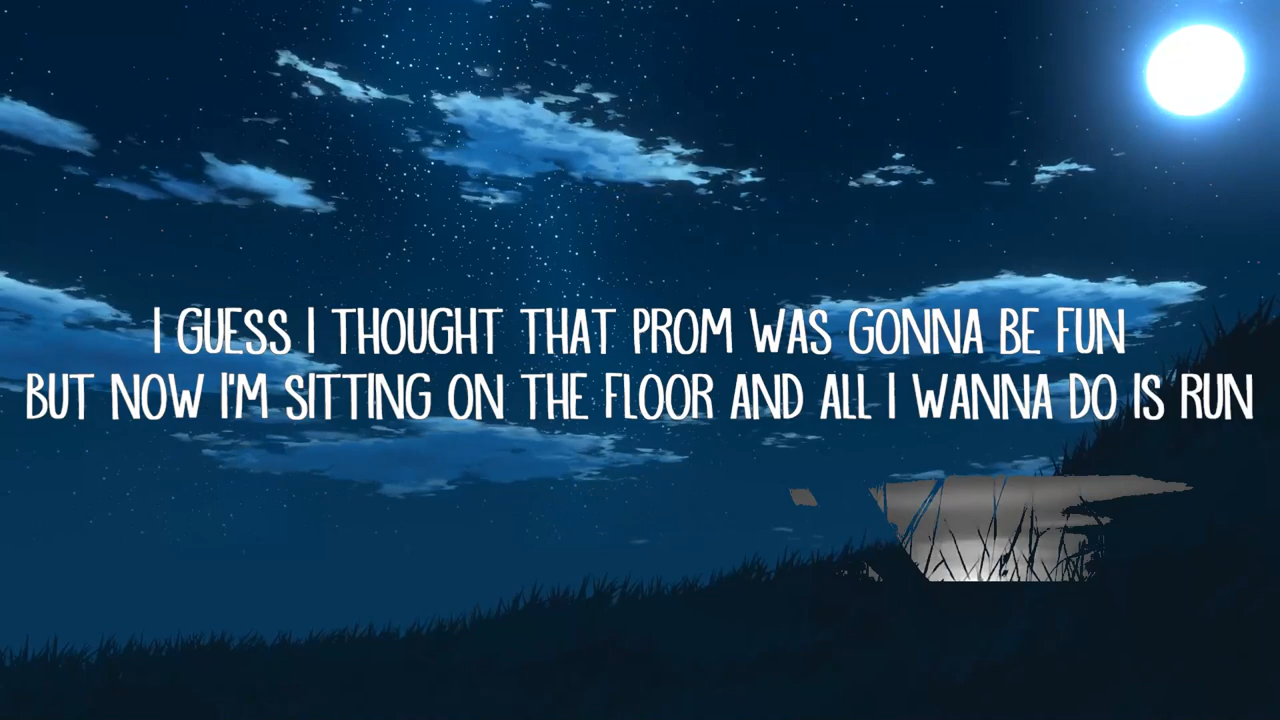 I GUESS I THOUGHT THAT PROM WAS GONNA BE FUN
BUT NOW I'M SITTING ON THE FLOOR AND ALL I WANNA DO IS RUN